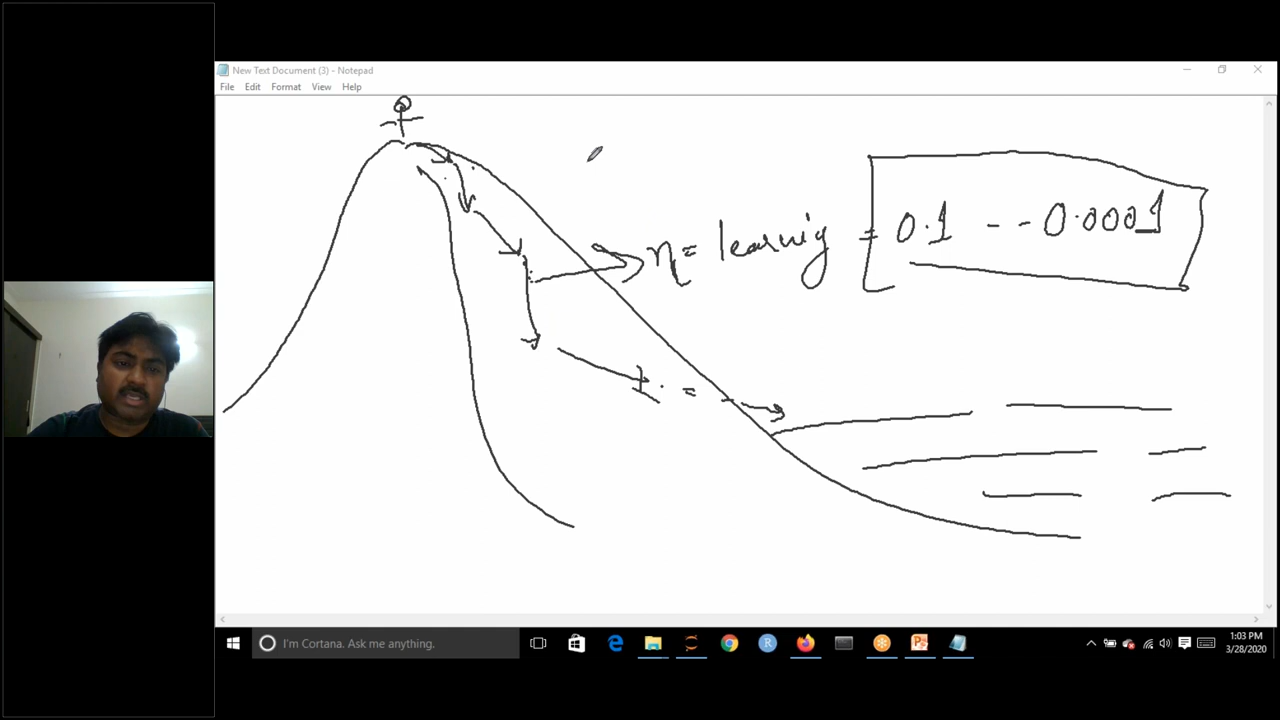 New Text Document (3) - Notepad
File Edit Format View Help
η = learnig = 0.1 - - 0.0001
I'm Cortana. Ask me anything.
1:03 PM
3/28/2020